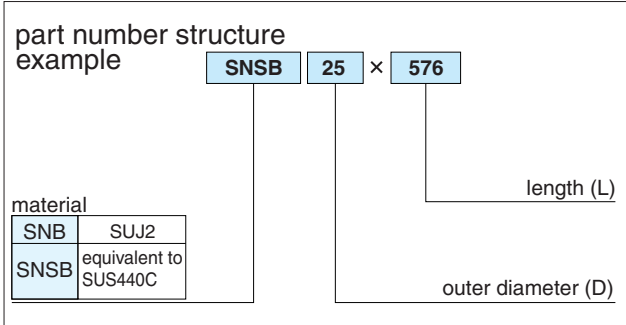 part number structure
example
SNSB 25 × 576
length (L)
material
SNB SUJ2
SNSB equivalent to
SUS440C
outer diameter (D)